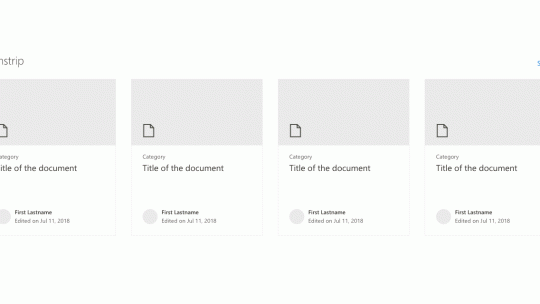 nstrip
S
ategory
Category
Category
Category
itle of the document
Title of the document
Title of the document
Title of the document
First Lastname
First Lastname
First Lastname
First Lastname
Edited on Jul 11, 2018
Edited on Jul 11, 2018
Edited on Jul 11, 2018
Edited on Jul 11, 2018